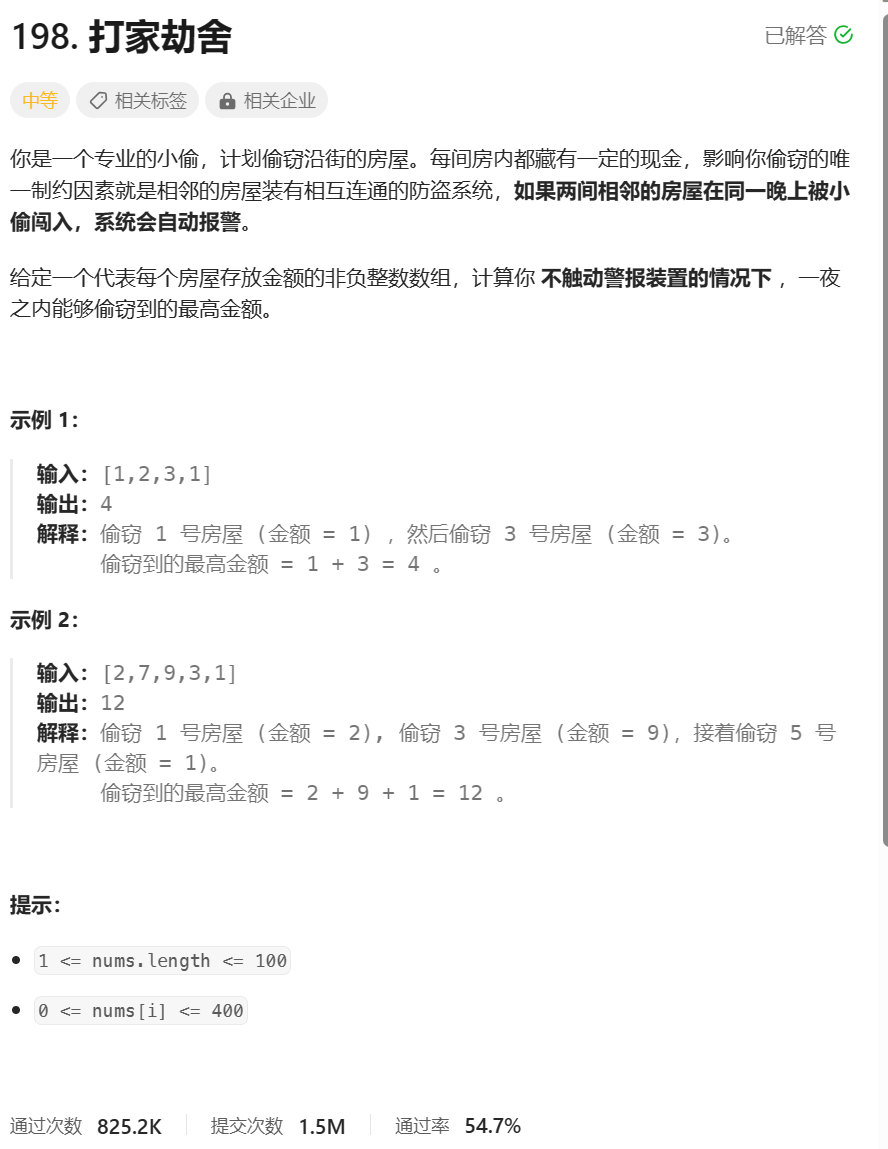 198. 打家劫舍
已解答
中等 相关标签 相关企业
你是一个专业的小偷，计划偷窃沿街的房屋。每间房内都藏有一定的现金，影响你偷窃的唯
一制约因素就是相邻的房屋装有相互连通的防盗系统，如果两间相邻的房屋在同一晚上被小
偷闯入，系统会自动报警。
给定一个代表每个房屋存放金额的非负整数数组，计算你 不触动警报装置的情况下 ，一夜
之内能够偷窃到的最高金额。
示例 1：
输入：[1,2,3,1]
输出：4
解释：偷窃 1 号房屋 (金额 = 1) ，然后偷窃 3 号房屋 (金额 = 3)。
偷窃到的最高金额 = 1 + 3 = 4 。
示例 2：
输入：[2,7,9,3,1]
输出：12
解释：偷窃 1 号房屋 (金额 = 2), 偷窃 3 号房屋 (金额 = 9)，接着偷窃 5 号
房屋 (金额 = 1)。
偷窃到的最高金额 = 2 + 9 + 1 = 12 。
提示：
1 <= nums.length <= 100
0 <= nums[i] <= 400
通过次数 825.2K 提交次数 1.5M 通过率 54.7%